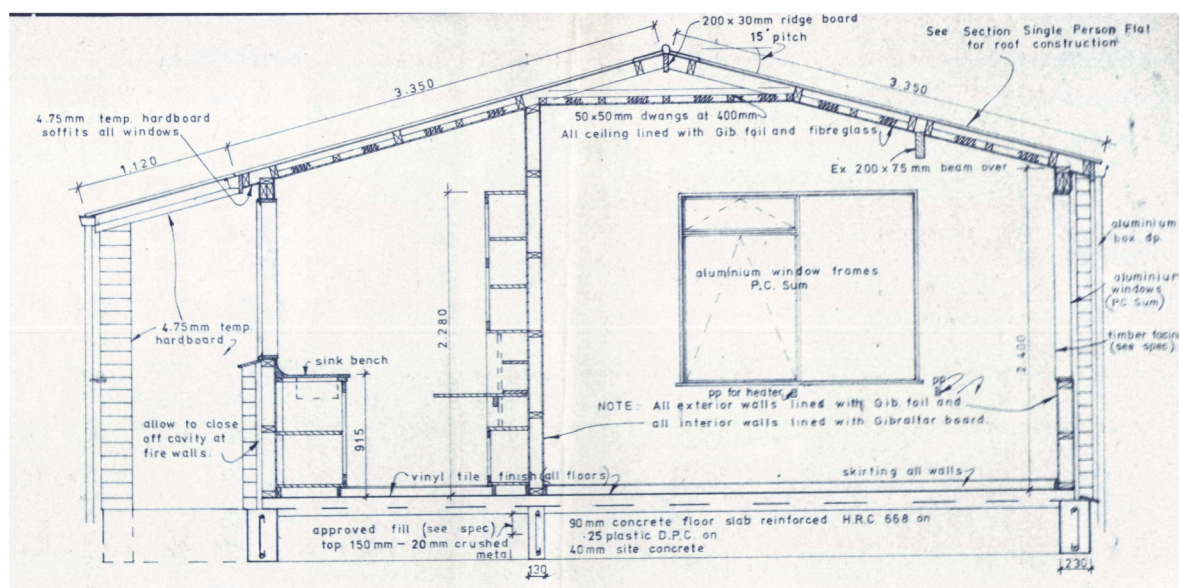 200 x 30mm ridge board
15° pitch
See Section Single Person Flat
for roof construction
3.350
3.350
4.75mm temp. hardboard
soffits all windows
1,120
50x50mm dwangs at 400mm
All ceiling lined with Gib. foil and fibreglass
Ex. 200 x 75 mm beam over
aluminium
box dp.
aluminium window frames
P.C. Sum
aluminium
windows
(P.C. Sum)
2.280
4.75mm temp.
hardboard
timber facing
(see spec)
2 400
sink bench
pp for heater
pp
NOTE: All exterior walls lined with Gib. foil and
all interior walls lined with Gibraltar board.
allow to close
off cavity at
fire walls.
915
vinyl tile finish (all floors)
skirting all walls
approved fill (see spec)
top 150mm – 20mm crushed
metal
90mm concrete floor slab reinforced H.R.C. 668 on
.25 plastic D.P.C. on
40mm site concrete
130
230